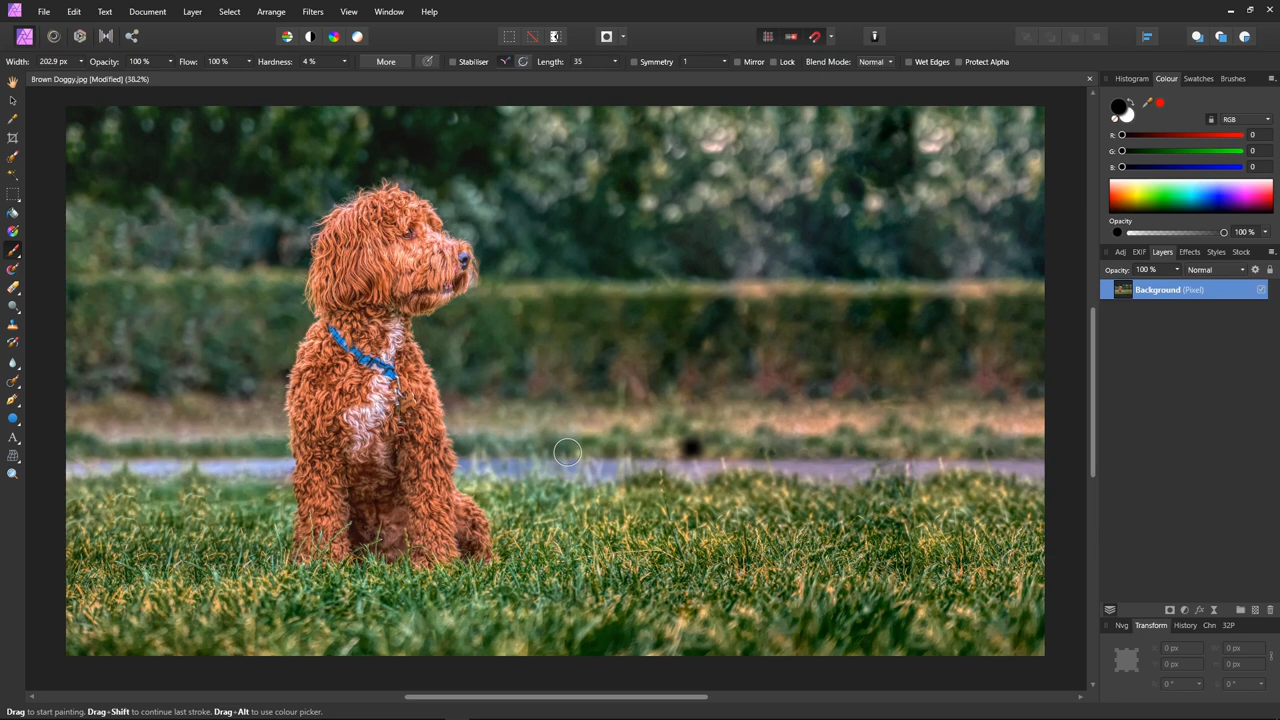 File Edit Text Document Layer Select Arrange Filters View Window Help
Width: 202.9 px Opacity: 100 % Flow: 100 % Hardness: 4 % More Stabiliser Length: 35 Symmetry 1 Mirror Lock Blend Mode: Normal Wet Edges Protect Alpha
Brown Doggy.jpg [Modified] (38.2%)
Histogram Colour Swatches Brushes
RGB
R: 0
G: 0
B: 0
Opacity
100 %
Adj EXIF Layers Effects Styles Stock
Opacity: 100 % Normal
Background (Pixel)
Nvg Transform History Chn 32P
X: 0 px W: 0 px
Y: 0 px H: 0 px
R: 0 ° S: 0 °
Drag to start painting. Drag+Shift to continue last stroke. Drag+Alt to use colour picker.